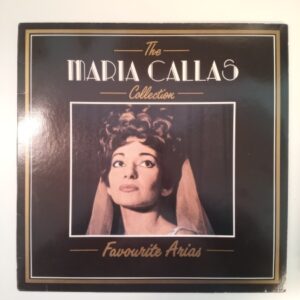 The
MARIA CALLAS
Collection
Favourite Arias